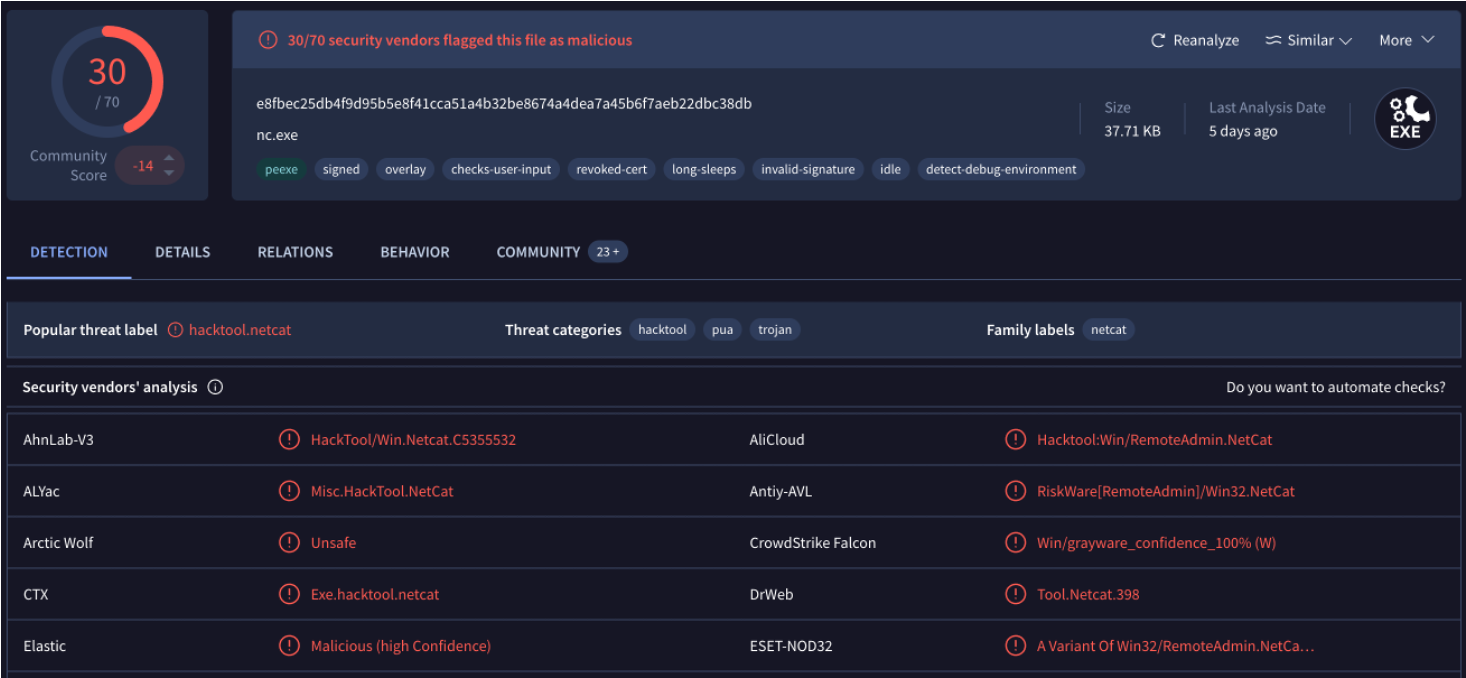 30
/ 70
Community Score
-14
30/70 security vendors flagged this file as malicious
Reanalyze
Similar
More
e8fbec25db4f9d95b5e8f41cca51a4b32be8674a4dea7a45b6f7aeb22dbc38db
nc.exe
peexe signed overlay checks-user-input revoked-cert long-sleeps invalid-signature idle detect-debug-environment
Size
37.71 KB
Last Analysis Date
5 days ago
EXE
DETECTION DETAILS RELATIONS BEHAVIOR COMMUNITY 23 +
Popular threat label hacktool.netcat Threat categories hacktool pua trojan Family labels netcat
Security vendors' analysis Do you want to automate checks?
AhnLab-V3 HackTool/Win.Netcat.C5355532 AliCloud Hacktool:Win/RemoteAdmin.NetCat
ALYac Misc.HackTool.NetCat Antiy-AVL RiskWare[RemoteAdmin]/Win32.NetCat
Arctic Wolf Unsafe CrowdStrike Falcon Win/grayware_confidence_100% (W)
CTX Exe.hacktool.netcat DrWeb Tool.Netcat.398
Elastic Malicious (high Confidence) ESET-NOD32 A Variant Of Win32/RemoteAdmin.NetCa...